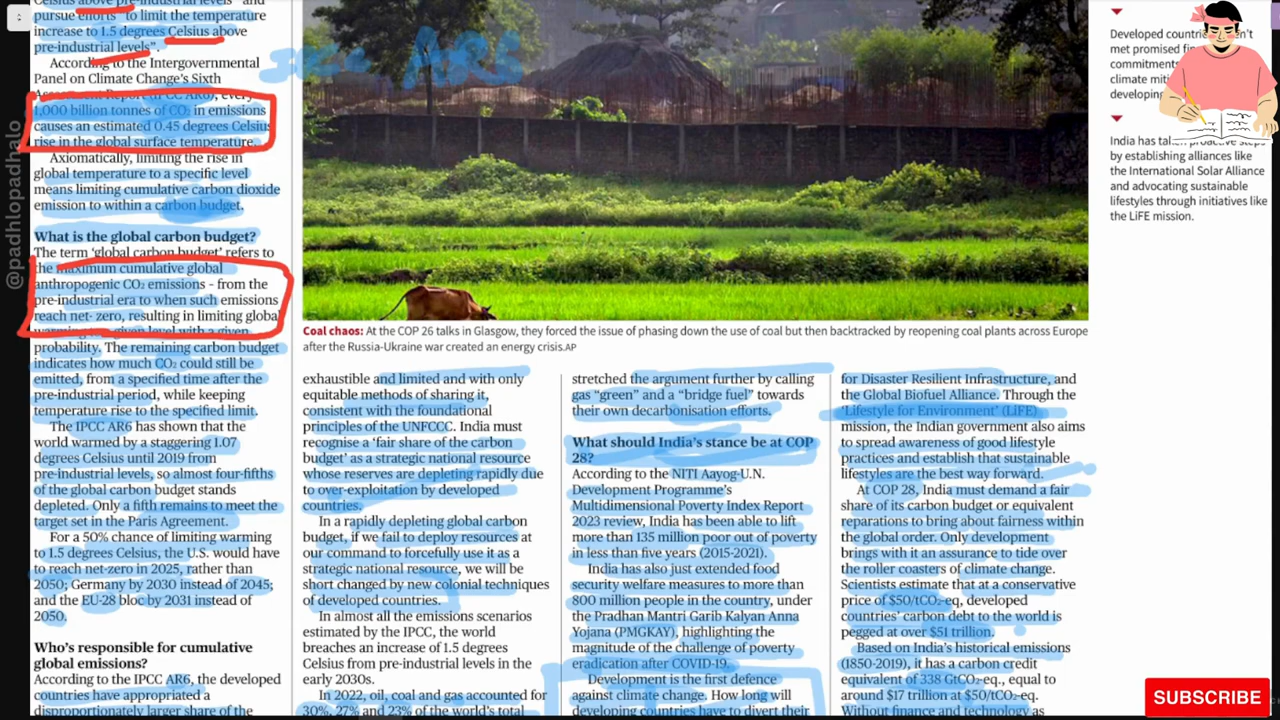 Celsius above pre-industrial levels" and
pursue efforts "to limit the temperature
increase to 1.5 degrees Celsius above
pre-industrial levels".
According to the Intergovernmental
Panel on Climate Change's Sixth
Assessment Report (IPCC AR6), every
1,000 billion tonnes of CO₂ in emissions
causes an estimated 0.45 degrees Celsius
rise in the global surface temperature.
Axiomatically, limiting the rise in
global temperature to a specific level
means limiting cumulative carbon dioxide
emission to within a carbon budget.
What is the global carbon budget?
The term 'global carbon budget' refers to
the maximum cumulative global
anthropogenic CO₂ emissions - from the
pre-industrial era to when such emissions
reach net- zero, resulting in limiting global
warming to a given level with a given
probability. The remaining carbon budget
indicates how much CO₂ could still be
emitted, from a specified time after the
pre-industrial period, while keeping
temperature rise to the specified limit.
The IPCC AR6 has shown that the
world warmed by a staggering 1.07
degrees Celsius until 2019 from
pre-industrial levels, so almost four-fifths
of the global carbon budget stands
depleted. Only a fifth remains to meet the
target set in the Paris Agreement.
For a 50% chance of limiting warming
to 1.5 degrees Celsius, the U.S. would have
to reach net-zero in 2025, rather than
2050; Germany by 2030 instead of 2045;
and the EU-28 bloc by 2031 instead of
2050.
Who's responsible for cumulative
global emissions?
According to the IPCC AR6, the developed
countries have appropriated a
disproportionately larger share of the
Coal chaos: At the COP 26 talks in Glasgow, they forced the issue of phasing down the use of coal but then backtracked by reopening coal plants across Europe
after the Russia-Ukraine war created an energy crisis. AP
exhaustible and limited and with only
equitable methods of sharing it,
consistent with the foundational
principles of the UNFCCC. India must
recognise a 'fair share of the carbon
budget' as a strategic national resource
whose reserves are depleting rapidly due
to over-exploitation by developed
countries.
In a rapidly depleting global carbon
budget, if we fail to deploy resources at
our command to forcefully use it as a
strategic national resource, we will be
short changed by new colonial techniques
of developed countries.
In almost all the emissions scenarios
estimated by the IPCC, the world
breaches an increase of 1.5 degrees
Celsius from pre-industrial levels in the
early 2030s.
In 2022, oil, coal and gas accounted for
30%, 27% and 23% of the world's total
stretched the argument further by calling
gas "green" and a "bridge fuel" towards
their own decarbonisation efforts.
What should India's stance be at COP
28?
According to the NITI Aayog-U.N.
Development Programme's
Multidimensional Poverty Index Report
2023 review, India has been able to lift
more than 135 million poor out of poverty
in less than five years (2015-2021).
India has also just extended food
security welfare measures to more than
800 million people in the country, under
the Pradhan Mantri Garib Kalyan Anna
Yojana (PMGKAY), highlighting the
magnitude of the challenge of poverty
eradication after COVID-19.
Development is the first defence
against climate change. How long will
developing countries have to divert their
for Disaster Resilient Infrastructure, and
the Global Biofuel Alliance. Through the
'Lifestyle for Environment' (LiFE)
mission, the Indian government also aims
to spread awareness of good lifestyle
practices and establish that sustainable
lifestyles are the best way forward.
At COP 28, India must demand a fair
share of its carbon budget or equivalent
reparations to bring about fairness within
the global order. Only development
brings with it an assurance to tide over
the roller coasters of climate change.
Scientists estimate that at a conservative
price of $50/tCO₂-eq, developed
countries' carbon debt to the world is
pegged at over $51 trillion.
Based on India's historical emissions
(1850-2019), it has a carbon credit
equivalent of 338 GtCO₂-eq., equal to
around $17 trillion at $50/tCO₂-eq.
Without finance and technology as
Developed
met promised
commitments
climate
developing
India has taken proactive steps
by establishing alliances like
the International Solar Alliance
and advocating sustainable
lifestyles through initiatives like
the LiFE mission.
@padhlopadhalo
SUBSCRIBE